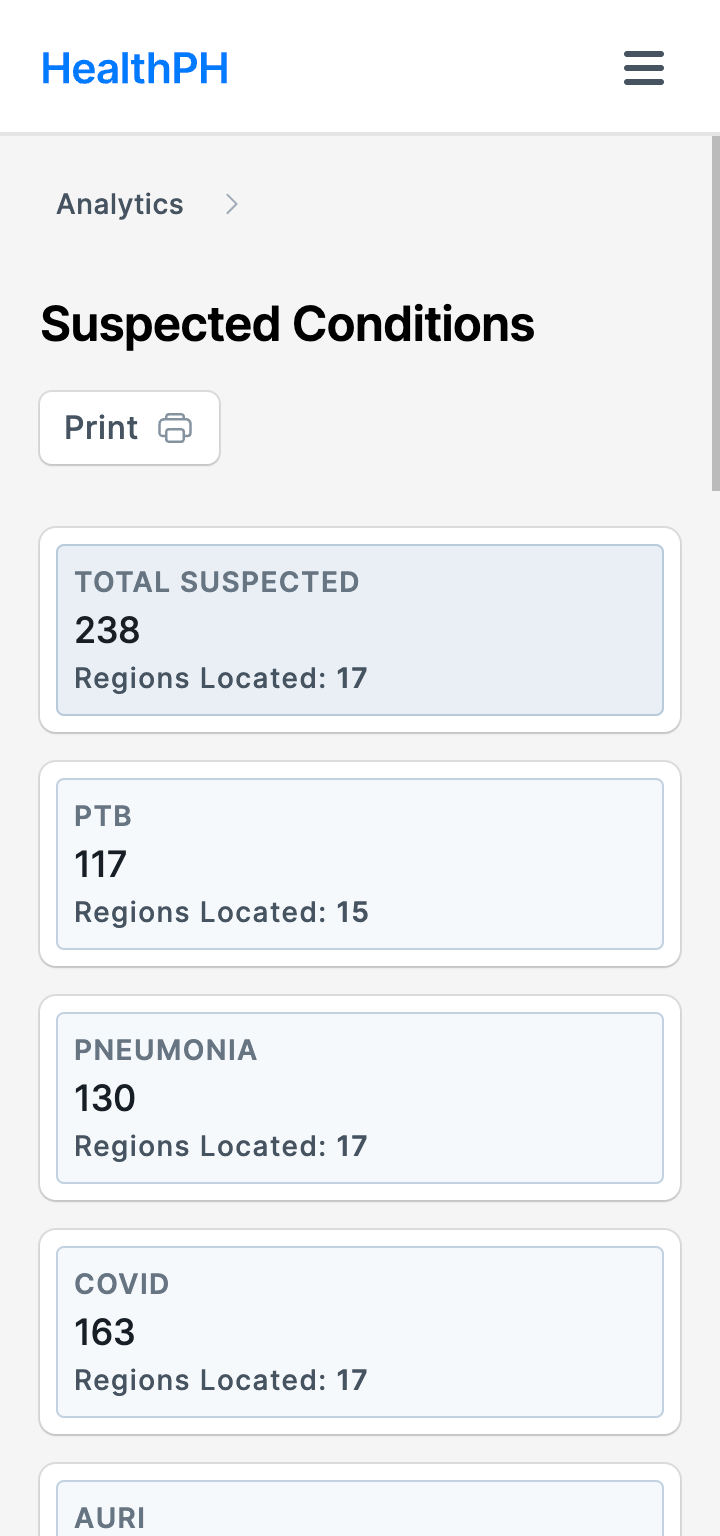 HealthPH
Analytics
Suspected Conditions
Print
TOTAL SUSPECTED
238
Regions Located: 17
PTB
117
Regions Located: 15
PNEUMONIA
130
Regions Located: 17
COVID
163
Regions Located: 17
AURI